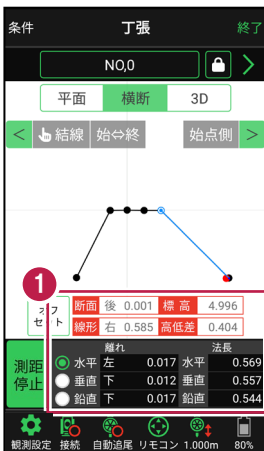 条件 丁張 終了
NO,0
平面 横断 3D
< 結線 始⇔終 始点側 >
1
オフセット 断面 後 0.001 標高 4.996
線形 右 0.585 高低差 0.404
離れ 法長
測距停止 水平 左 0.017 水平 0.569
垂直 下 0.012 垂直 0.557
鉛直 下 0.017 鉛直 0.544
観測設定 接続 自動追尾 リモコン 1.000m 80%